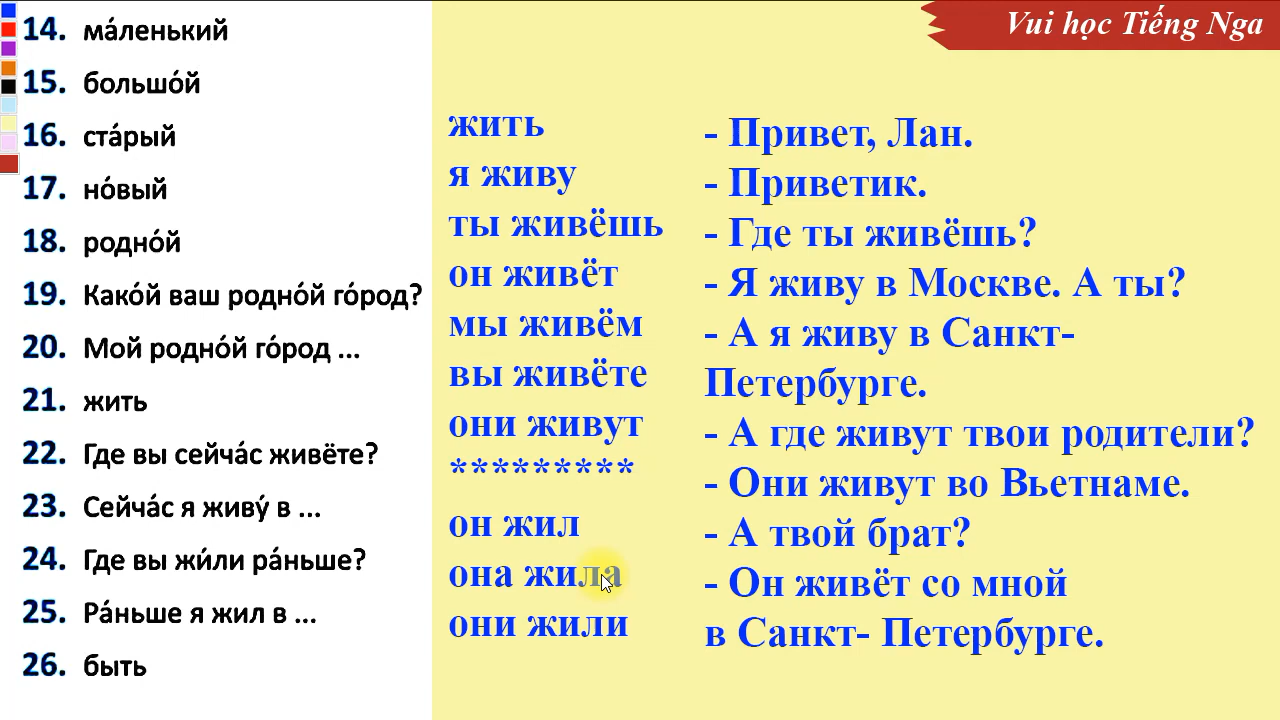 14. ма́ленький
15. большо́й
16. ста́рый
17. но́вый
18. родно́й
19. Како́й ваш родно́й го́род?
20. Мой родно́й го́род ...
21. жить
22. Где вы сейча́с живёте?
23. Сейча́с я живу́ в ...
24. Где вы жи́ли ра́ньше?
25. Ра́ньше я жил в ...
26. быть
Vui học Tiếng Nga
жить
я живу
ты живёшь
он живёт
мы живём
вы живёте
они живут
*********
он жил
она жила
они жили
- Привет, Лан.
- Приветик.
- Где ты живёшь?
- Я живу в Москве. А ты?
- А я живу в Санкт-
Петербурге.
- А где живут твои родители?
- Они живут во Вьетнаме.
- А твой брат?
- Он живёт со мной
в Санкт- Петербурге.